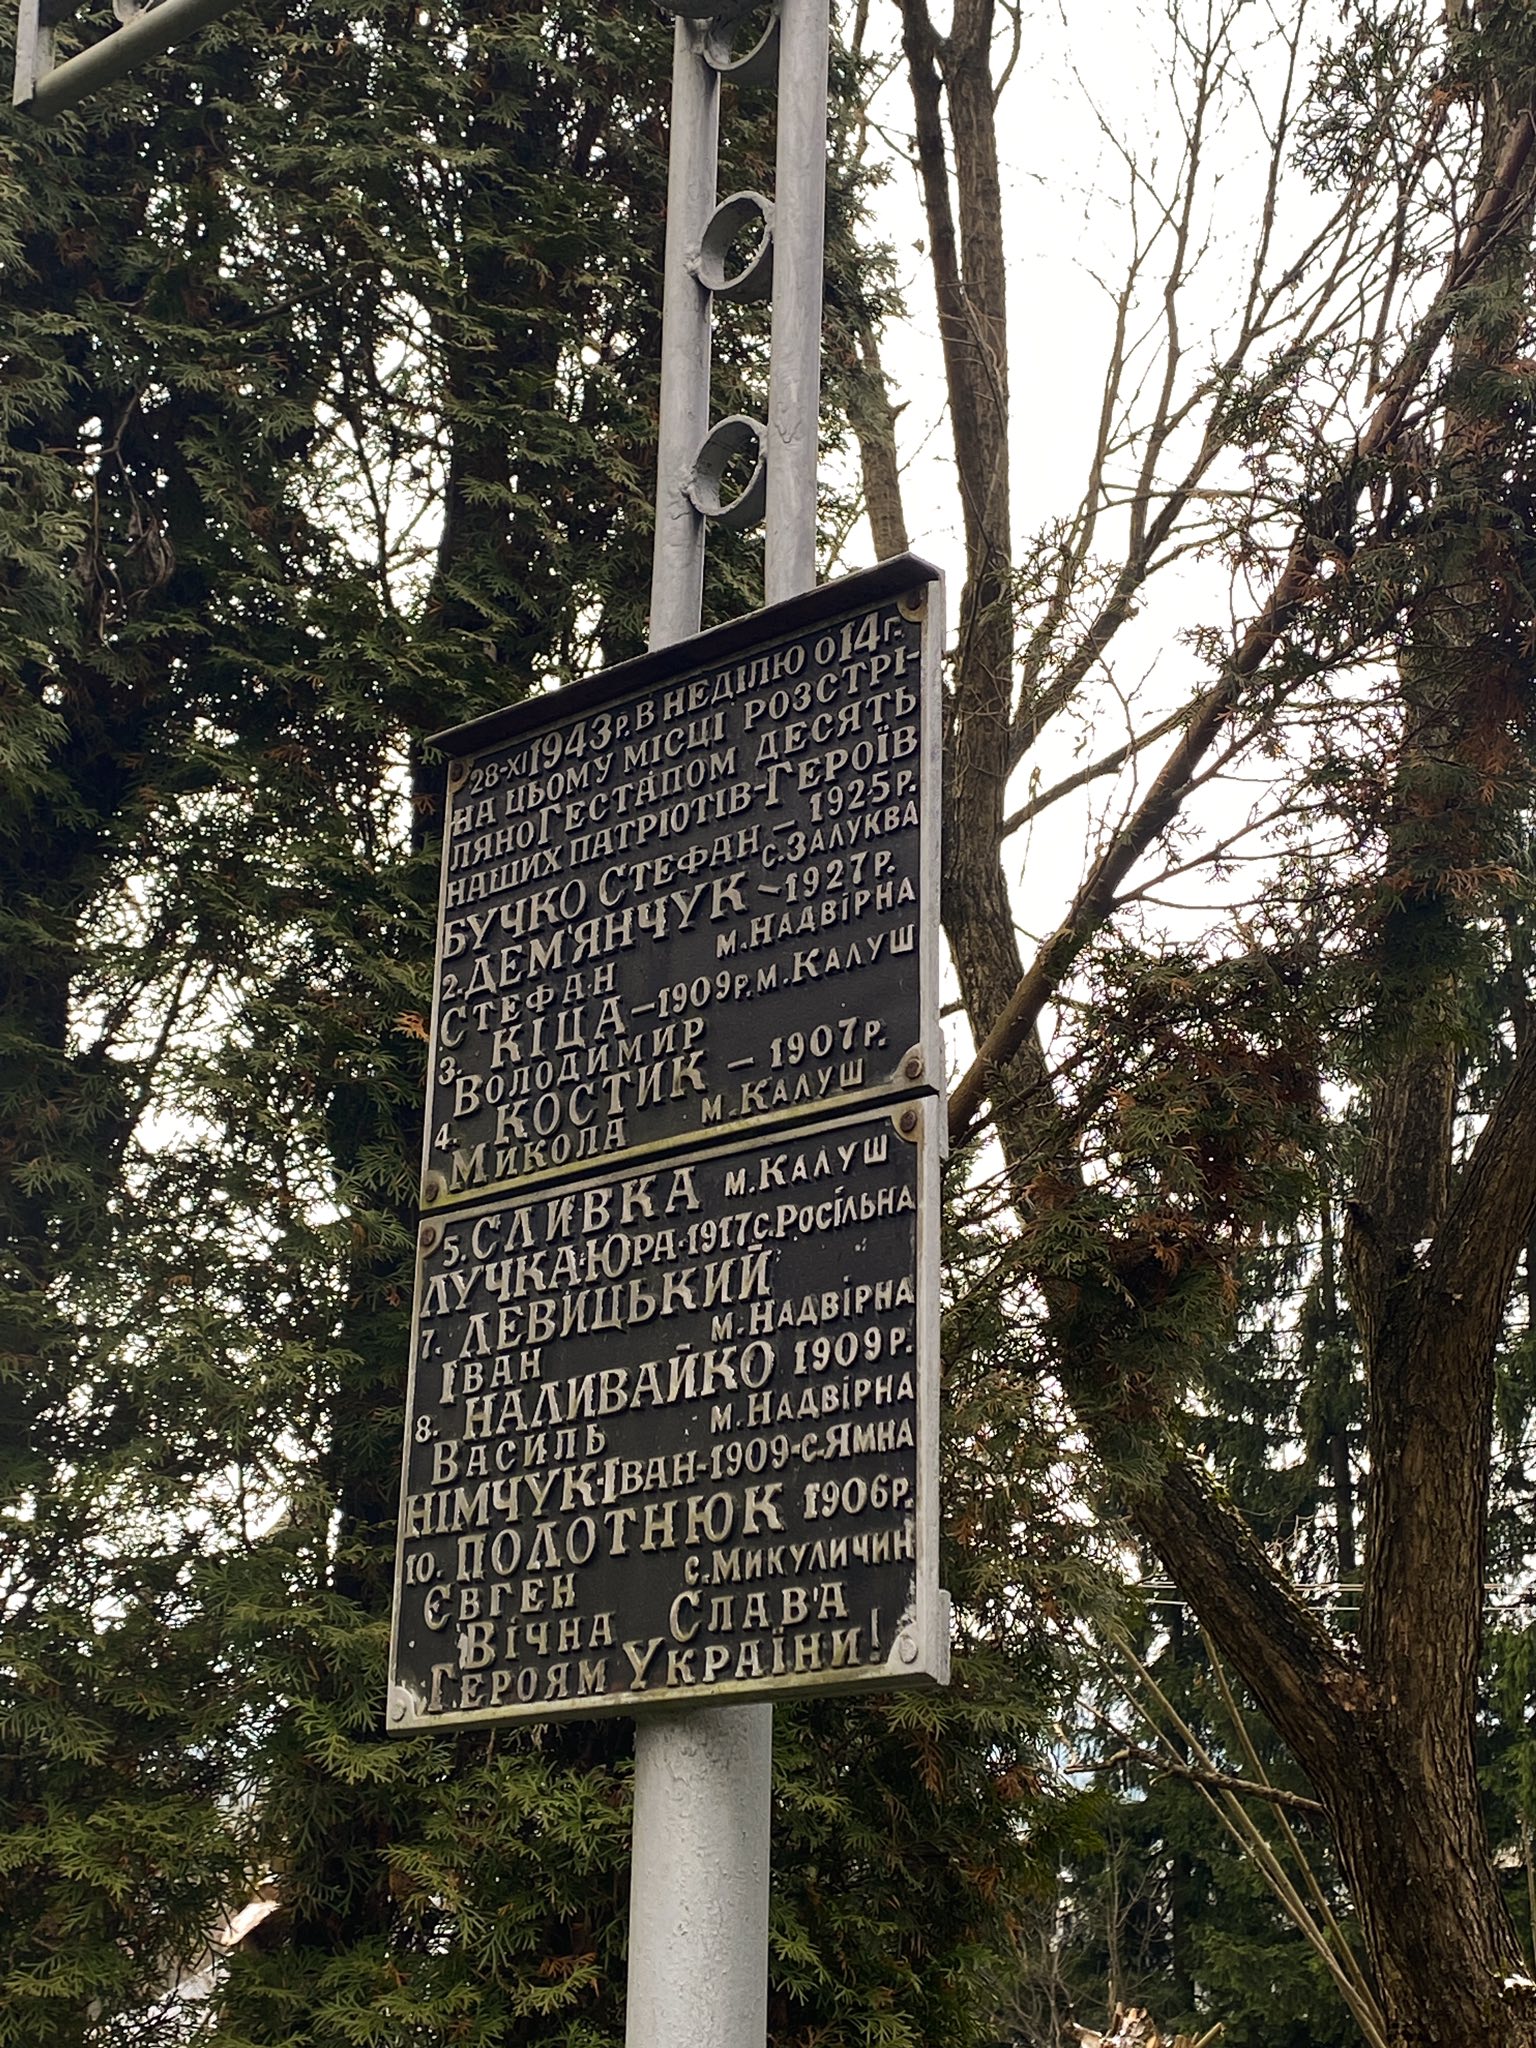 28-XI 1943 р. В НЕДІЛЮ О 14 г.
НА ЦЬОМУ МІСЦІ РОЗСТРІ-
ЛЯНО ГЕСТАПОМ ДЕСЯТЬ
НАШИХ ПАТРІОТІВ-ГЕРОЇВ
БУЧКО СТЕФАН – 1925 р.
с. ЗАЛУКВА
2. ДЕМ'ЯНЧУК – 1927 р.
СТЕФАН м. НАДВІРНА
3. КІЦА – 1909 р. м. КАЛУШ
ВОЛОДИМИР
4. КОСТИК – 1907 р.
МИКОЛА м. КАЛУШ
5. СЛИВКА м. КАЛУШ
ЛУЧКА ЮРА · 1917 с. РОСІЛЬНА
7. ЛЕВИЦЬКИЙ
ІВАН м. НАДВІРНА
8. НАЛИВАЙКО 1909 р.
ВАСИЛЬ м. НАДВІРНА
НІМЧУК · ІВАН - 1909 - с. ЯМНА
10. ПОЛОТНЮК 1906 р.
ЄВГЕН с. МИКУЛИЧИН
ВІЧНА СЛАВА
ГЕРОЯМ УКРАЇНИ!